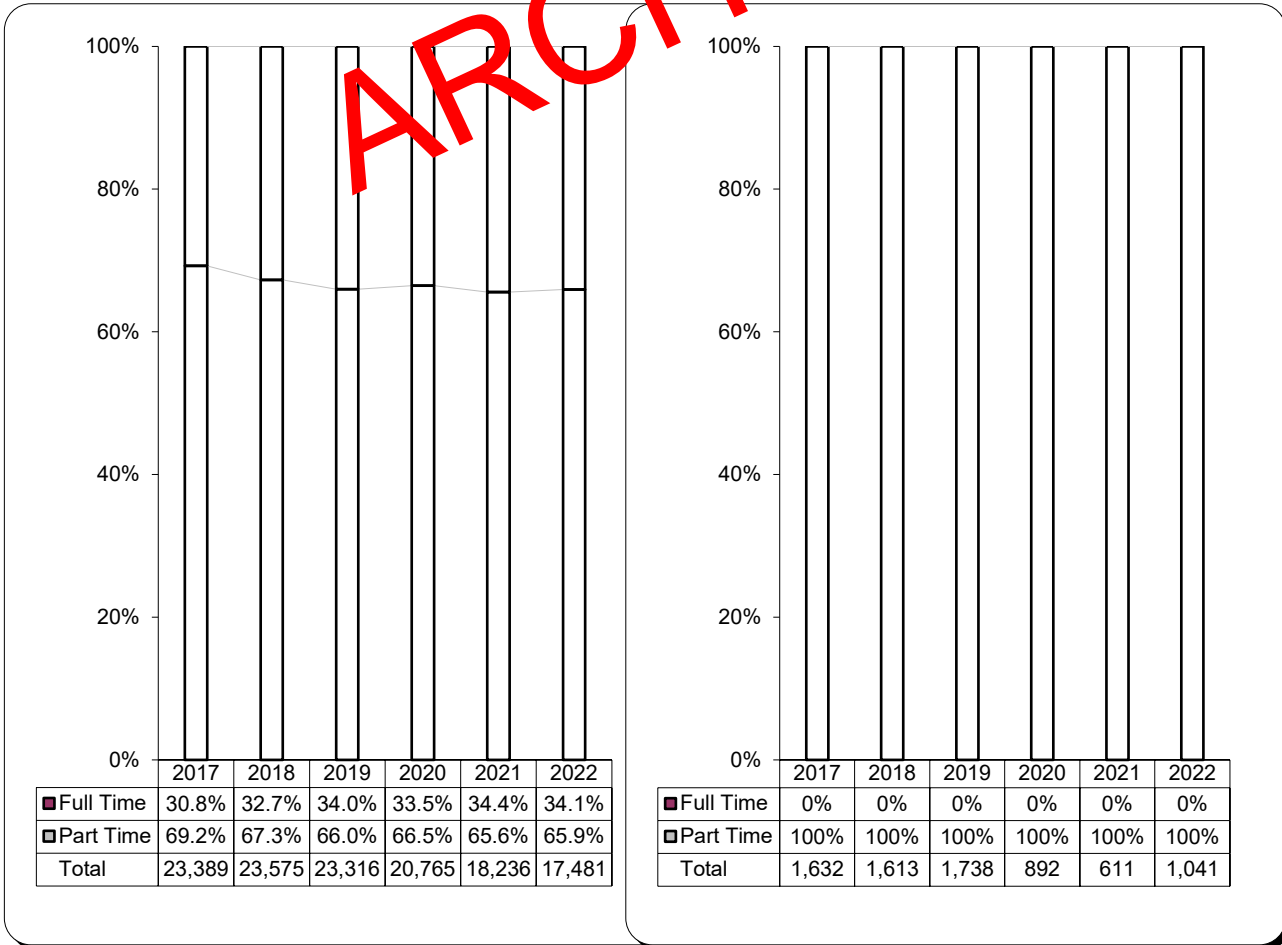 ARCH
100%
80%
60%
40%
20%
0%
2017 2018 2019 2020 2021 2022
Full Time 30.8% 32.7% 34.0% 33.5% 34.4% 34.1%
Part Time 69.2% 67.3% 66.0% 66.5% 65.6% 65.9%
Total 23,389 23,575 23,316 20,765 18,236 17,481
100%
80%
60%
40%
20%
0%
2017 2018 2019 2020 2021 2022
Full Time 0% 0% 0% 0% 0% 0%
Part Time 100% 100% 100% 100% 100% 100%
Total 1,632 1,613 1,738 892 611 1,041